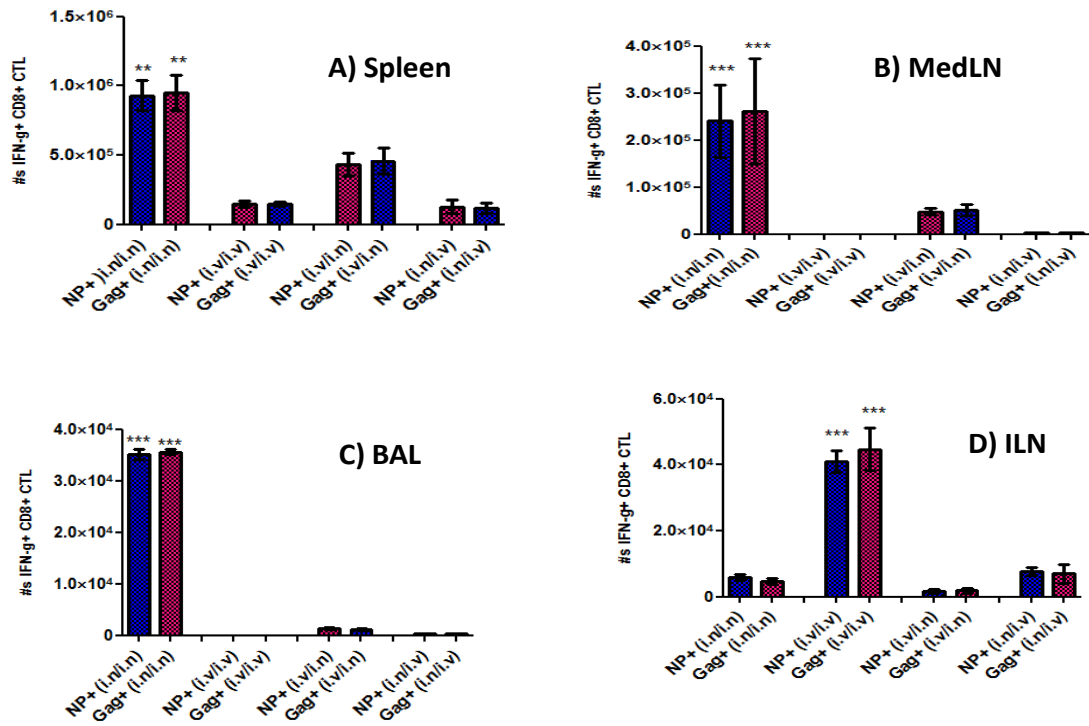 A) Spleen
#s IFN-g+ CD8+ CTL
1.5×10⁶
1.0×10⁶
5.0×10⁵
0
** **
NP+ )i.n/i.n)
Gag+ (i.n/i.n)
NP+ (i.v/i.v)
Gag+ (i.v/i.v)
NP+ (i.v/i.n)
Gag+ (i.v/i.n)
NP+ (i.n/i.v)
Gag+ (i.n/i.v)
B) MedLN
#s IFN-g+ CD8+ CTL
4.0×10⁵
3.0×10⁵
2.0×10⁵
1.0×10⁵
0
*** ***
NP+ (i.n/i.n)
Gag+(i.n/i.n)
NP+ (i.v/i.v)
Gag+ (i.v/i.v)
NP+ (i.v/i.n)
Gag+ (i.v/i.n)
NP+ (i.n/i.v)
Gag+ (i.n/i.v)
C) BAL
#s IFN-g+ CD8+ CTL
4.0×10⁴
3.0×10⁴
2.0×10⁴
1.0×10⁴
0
*** ***
NP+ (i.n/i.n)
Gag+ (i.n/i.n)
NP+ (i.v/i.v)
Gag+ (i.v/i.v)
NP+ (i.v/i.n)
Gag+ (i.v/i.n)
NP+ (i.n/i.v)
Gag+ (i.n/i.v)
D) ILN
#s IFN-g+ CD8+ CTL
6.0×10⁴
4.0×10⁴
2.0×10⁴
0
*** ***
NP+ (i.n/i.n)
Gag+ (i.n/i.n)
NP+ (i.v/i.v)
Gag+ (i.v/i.v)
NP+ (i.v/i.n)
Gag+ (i.v/i.n)
NP+ (i.n/i.v)
Gag+ (i.n/i.v)